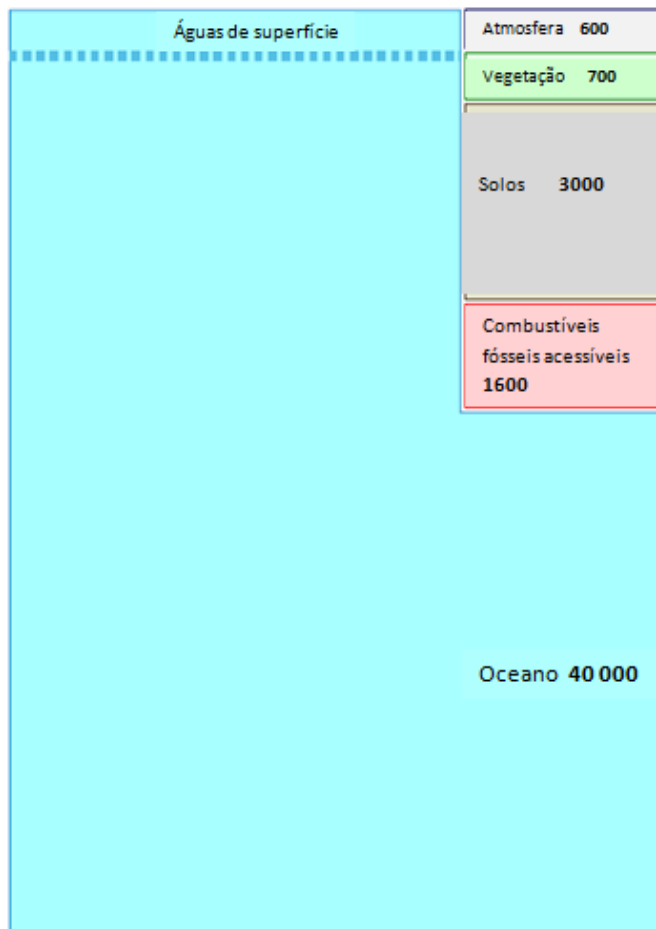 Águas de superfície
Atmosfera 600
Vegetação 700
Solos 3000
Combustíveis
fósseis acessíveis
1600
Oceano 40 000